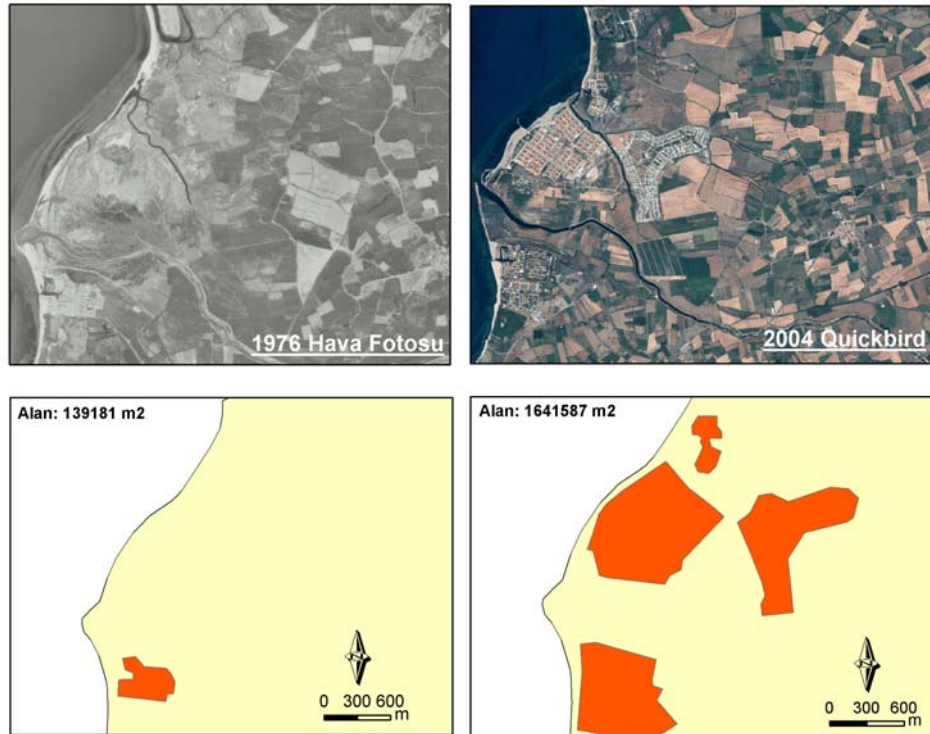 1976 Hava Fotosu
2004 Quickbird
Alan: 139181 m2
Alan: 1641587 m2
0 300 600
m
0 300 600
m